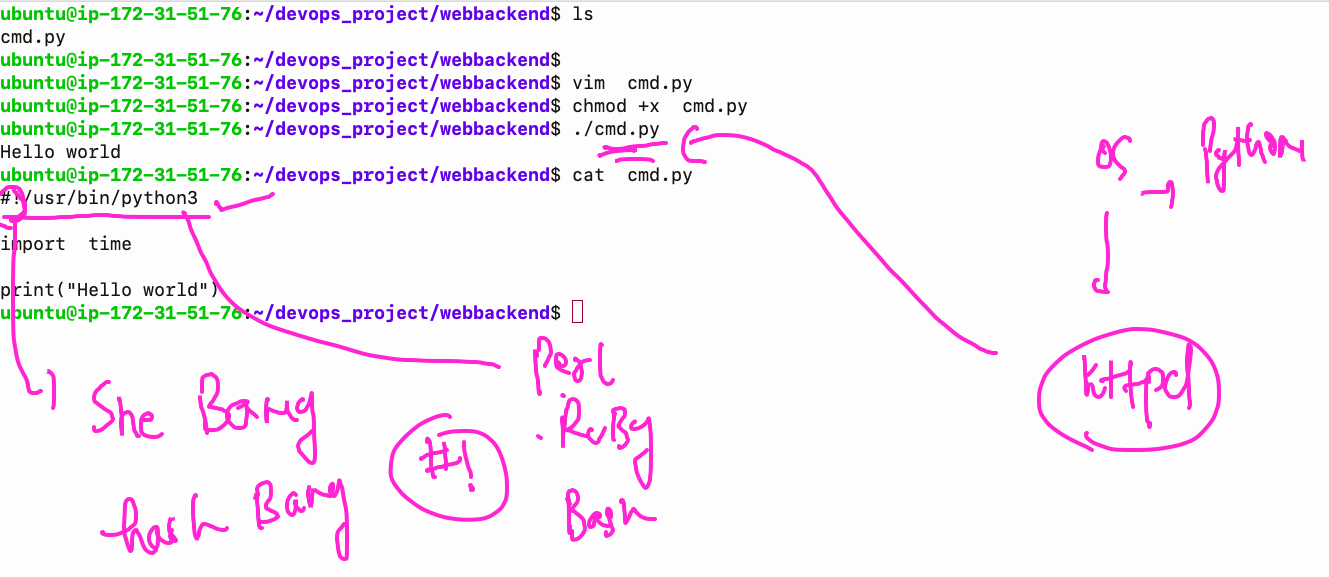 ubuntu@ip-172-31-51-76:~/devops_project/webbackend$ ls
cmd.py
ubuntu@ip-172-31-51-76:~/devops_project/webbackend$
ubuntu@ip-172-31-51-76:~/devops_project/webbackend$ vim  cmd.py
ubuntu@ip-172-31-51-76:~/devops_project/webbackend$ chmod +x  cmd.py
ubuntu@ip-172-31-51-76:~/devops_project/webbackend$ ./cmd.py
Hello world
ubuntu@ip-172-31-51-76:~/devops_project/webbackend$ cat  cmd.py
#!/usr/bin/python3
import  time
print("Hello world")
ubuntu@ip-172-31-51-76:~/devops_project/webbackend$
OS → Python
Httpd
She Bang
hash Bang
#!
Perl
. RuBy
Bash